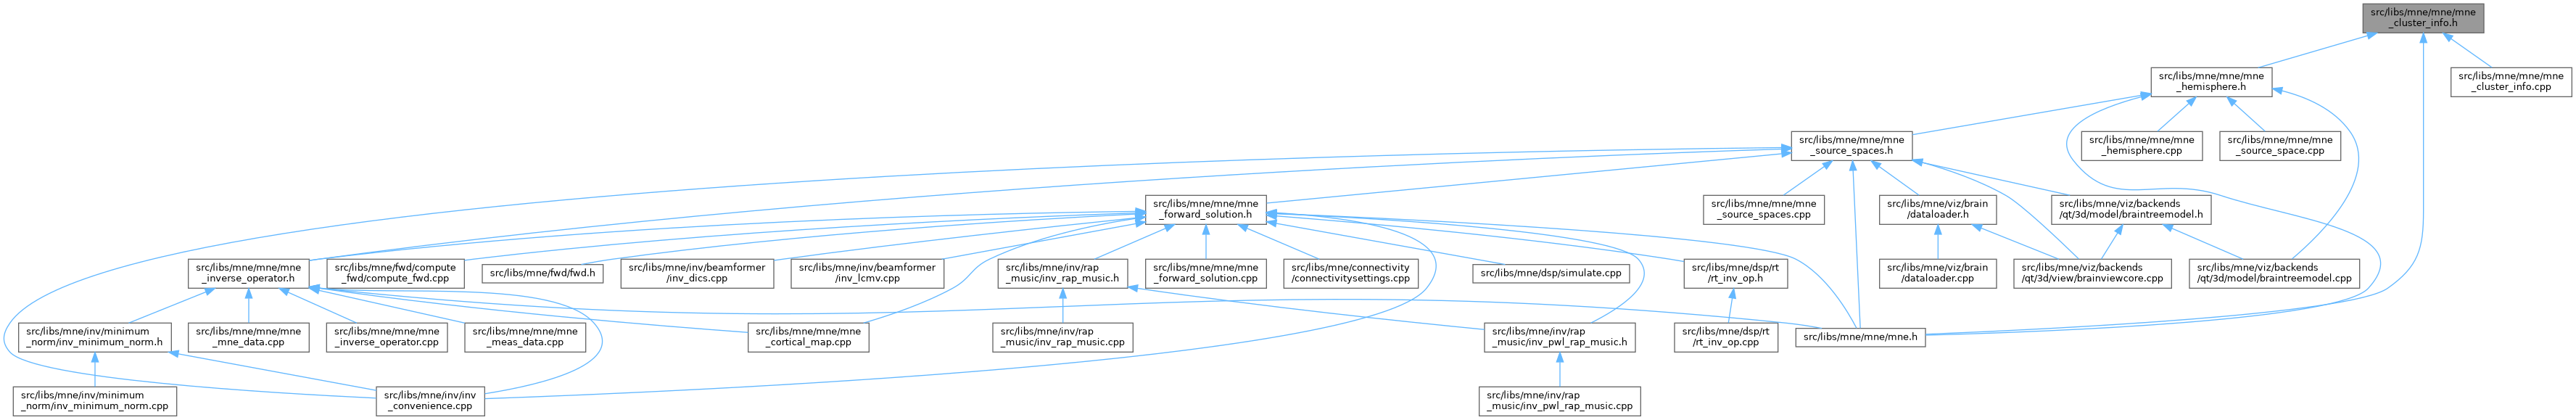 src/libs/mne/mne/mne
_cluster_info.h
src/libs/mne/mne/mne
_hemisphere.h
src/libs/mne/mne/mne
_cluster_info.cpp
src/libs/mne/mne/mne
_source_spaces.h
src/libs/mne/mne/mne
_hemisphere.cpp
src/libs/mne/mne/mne
_source_space.cpp
src/libs/mne/mne/mne
_forward_solution.h
src/libs/mne/mne/mne
_source_spaces.cpp
src/libs/mne/viz/brain
/dataloader.h
src/libs/mne/viz/backends
/qt/3d/model/braintreemodel.h
src/libs/mne/mne/mne
_inverse_operator.h
src/libs/mne/fwd/compute
_fwd/compute_fwd.cpp
src/libs/mne/fwd/fwd.h
src/libs/mne/inv/beamformer
/inv_dics.cpp
src/libs/mne/inv/beamformer
/inv_lcmv.cpp
src/libs/mne/inv/rap
_music/inv_rap_music.h
src/libs/mne/mne/mne
_forward_solution.cpp
src/libs/mne/connectivity
/connectivitysettings.cpp
src/libs/mne/dsp/simulate.cpp
src/libs/mne/dsp/rt
/rt_inv_op.h
src/libs/mne/viz/brain
/dataloader.cpp
src/libs/mne/viz/backends
/qt/3d/view/brainviewcore.cpp
src/libs/mne/viz/backends
/qt/3d/model/braintreemodel.cpp
src/libs/mne/inv/minimum
_norm/inv_minimum_norm.h
src/libs/mne/mne/mne
_mne_data.cpp
src/libs/mne/mne/mne
_inverse_operator.cpp
src/libs/mne/mne/mne
_meas_data.cpp
src/libs/mne/mne/mne
_cortical_map.cpp
src/libs/mne/inv/rap
_music/inv_rap_music.cpp
src/libs/mne/inv/rap
_music/inv_pwl_rap_music.h
src/libs/mne/dsp/rt
/rt_inv_op.cpp
src/libs/mne/mne/mne.h
src/libs/mne/inv/minimum
_norm/inv_minimum_norm.cpp
src/libs/mne/inv/inv
_convenience.cpp
src/libs/mne/inv/rap
_music/inv_pwl_rap_music.cpp